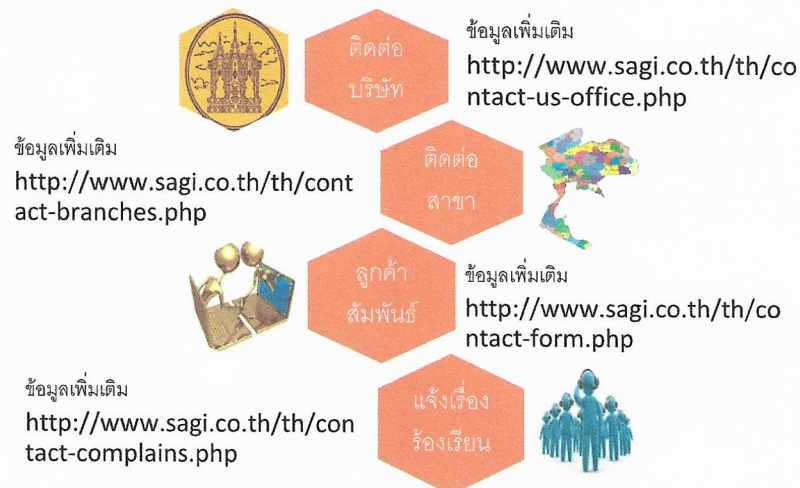 ติดต่อ
บริษัท
ข้อมูลเพิ่มเติม
http://www.sagi.co.th/th/co
ntact-us-office.php
ข้อมูลเพิ่มเติม
http://www.sagi.co.th/th/cont
act-branches.php
ติดต่อ
สาขา
ลูกค้า
สัมพันธ์
ข้อมูลเพิ่มเติม
http://www.sagi.co.th/th/co
ntact-form.php
ข้อมูลเพิ่มเติม
http://www.sagi.co.th/th/con
tact-complains.php
แจ้งเรื่อง
ร้องเรียน